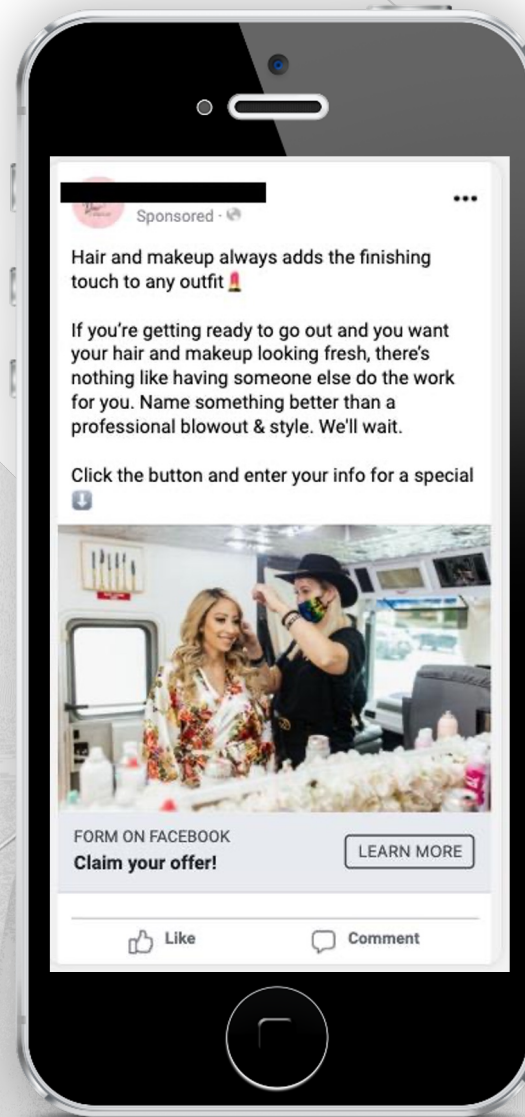 Sponsored ·
Hair and makeup always adds the finishing
touch to any outfit💄
If you're getting ready to go out and you want
your hair and makeup looking fresh, there's
nothing like having someone else do the work
for you. Name something better than a
professional blowout & style. We'll wait.
Click the button and enter your info for a special
⬇️
FORM ON FACEBOOK
Claim your offer!
LEARN MORE
Like
Comment